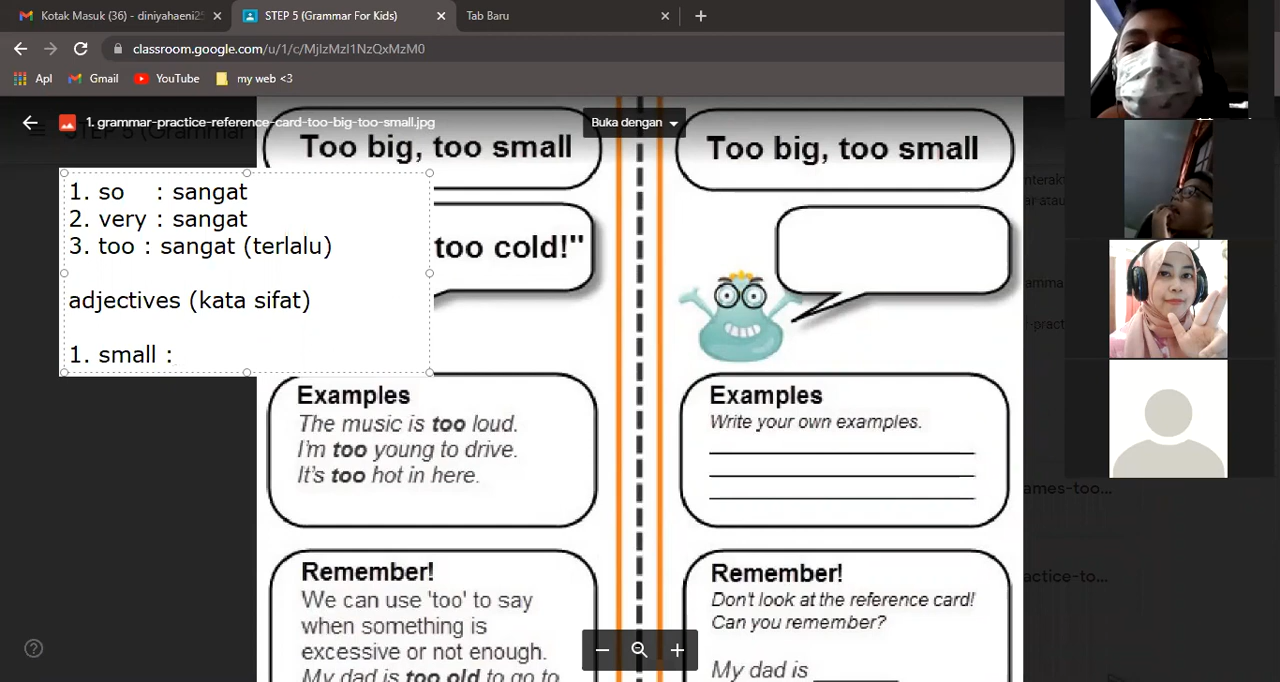 Kotak Masuk (36) - diniyahaeni25
STEP 5 (Grammar For Kids)
Tab Baru
classroom.google.com/u/1/c/MjIzMzI1NzQxMzM0
Apl
Gmail
YouTube
my web <3
1. grammar-practice-reference-card-too-big-too-small.jpg
Buka dengan
Too big, too small
1. so : sangat
2. very : sangat
3. too : sangat (terlalu)
adjectives (kata sifat)
1. small :
too cold!"
Examples
The music is too loud.
I'm too young to drive.
It's too hot in here.
Remember!
We can use 'too' to say
when something is
excessive or not enough.
My dad is too old to go to
Too big, too small
Examples
Write your own examples.
Remember!
Don't look at the reference card!
Can you remember?
My dad is ________